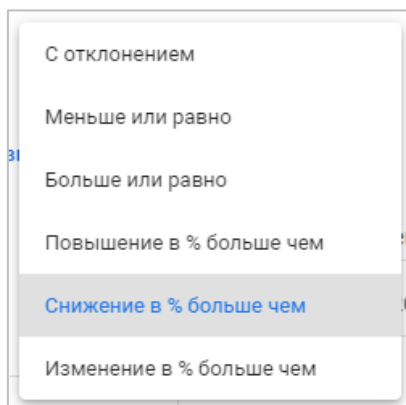 С отклонением
Меньше или равно
Больше или равно
Повышение в % больше чем
Снижение в % больше чем
Изменение в % больше чем